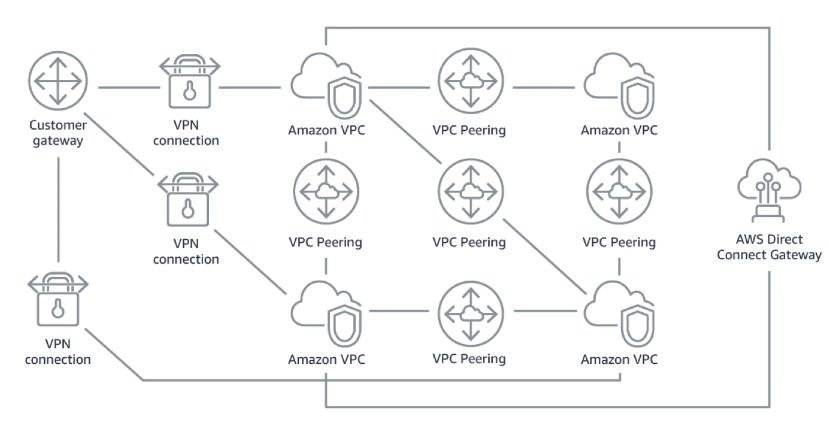 Customer
gateway
VPN
connection
Amazon VPC
VPC Peering
Amazon VPC
VPN
connection
VPC Peering
VPC Peering
VPC Peering
AWS Direct
Connect Gateway
VPN
connection
Amazon VPC
VPC Peering
Amazon VPC